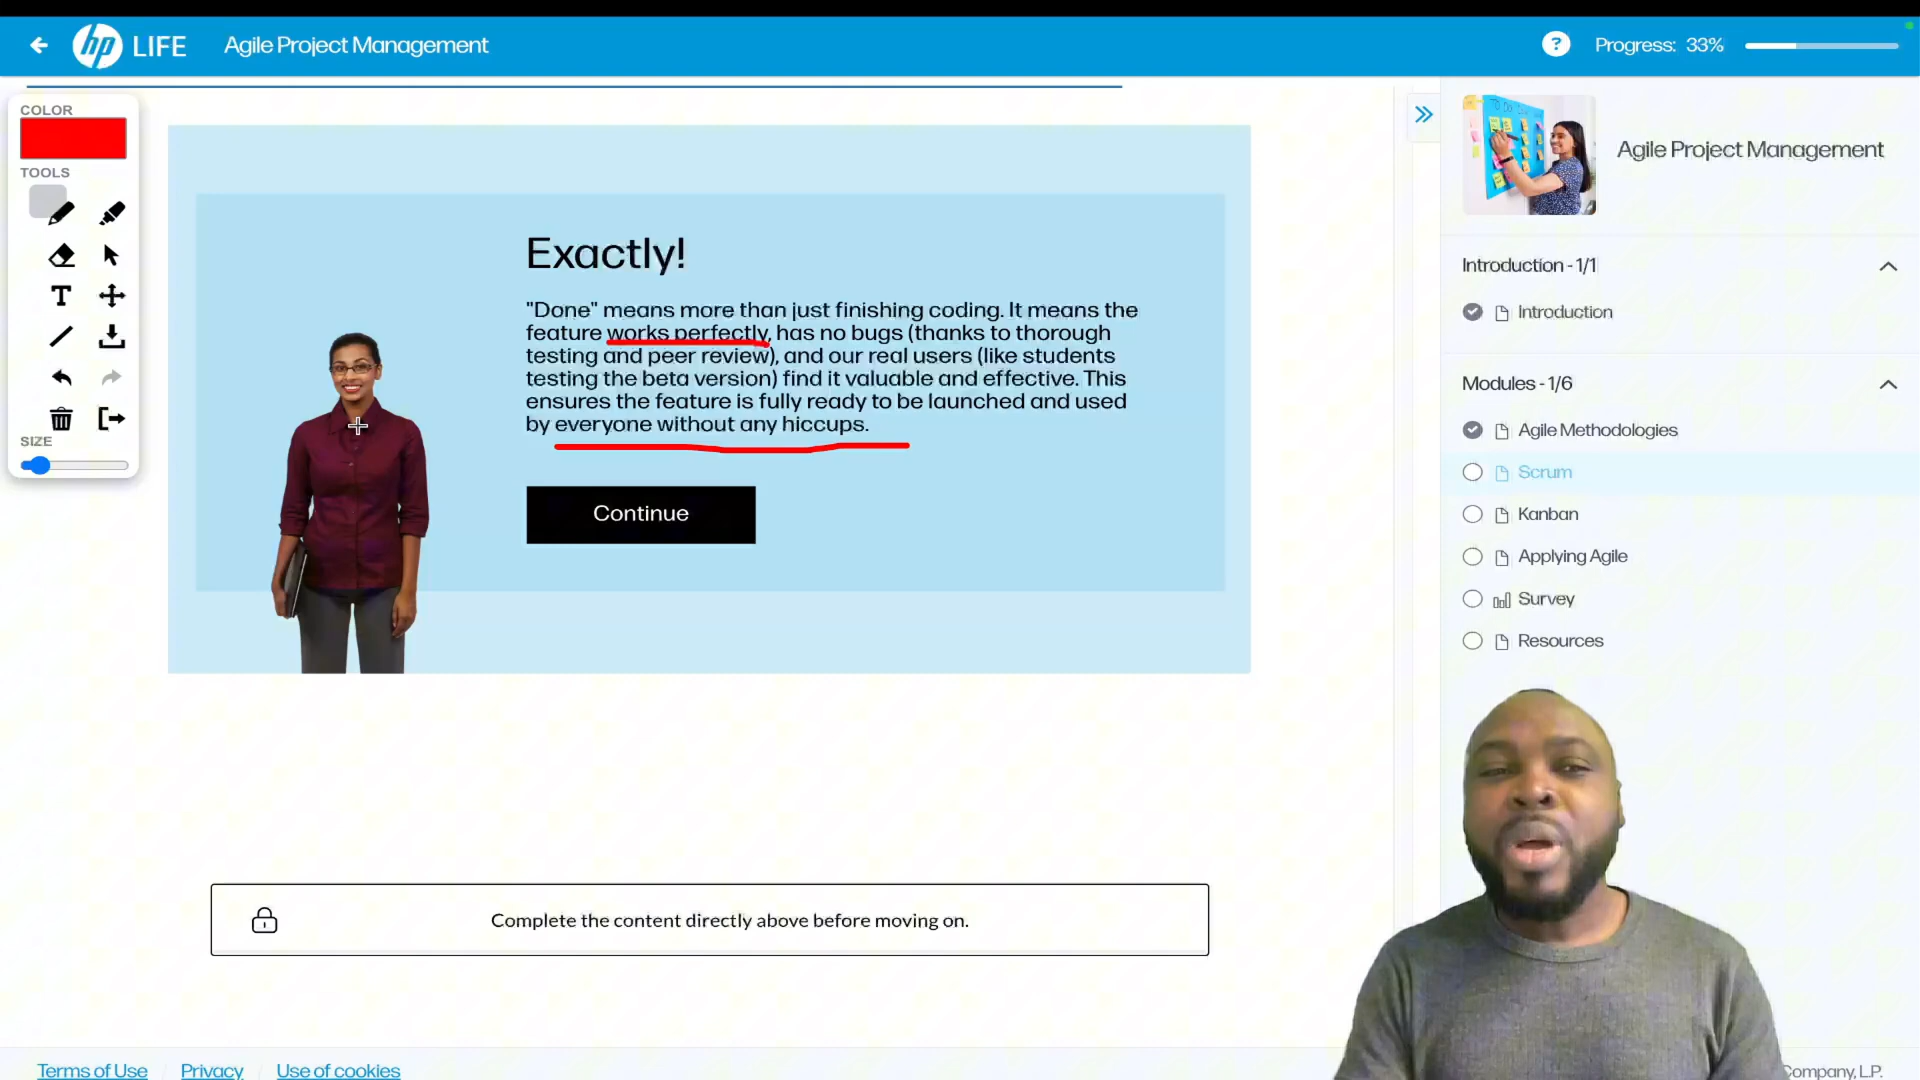 hp LIFE Agile Project Management
? Progress: 33%
COLOR
TOOLS
T
SIZE
Exactly!
"Done" means more than just finishing coding. It means the
feature works perfectly, has no bugs (thanks to thorough
testing and peer review), and our real users (like students
testing the beta version) find it valuable and effective. This
ensures the feature is fully ready to be launched and used
by everyone without any hiccups.
Continue
Complete the content directly above before moving on.
Agile Project Management
Introduction - 1/1
Introduction
Modules - 1/6
Agile Methodologies
Scrum
Kanban
Applying Agile
Survey
Resources
Terms of Use Privacy Use of cookies
Company, L.P.